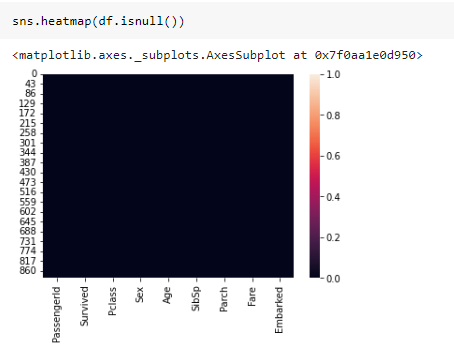 sns.heatmap(df.isnull())
<matplotlib.axes._subplots.AxesSubplot at 0x7f0aa1e0d950>
0
43
86
129
172
215
258
301
344
387
430
473
516
559
602
645
688
731
774
817
860
PassengerId
Survived
Pclass
Sex
Age
SibSp
Parch
Fare
Embarked
1.0
0.8
0.6
0.4
0.2
0.0